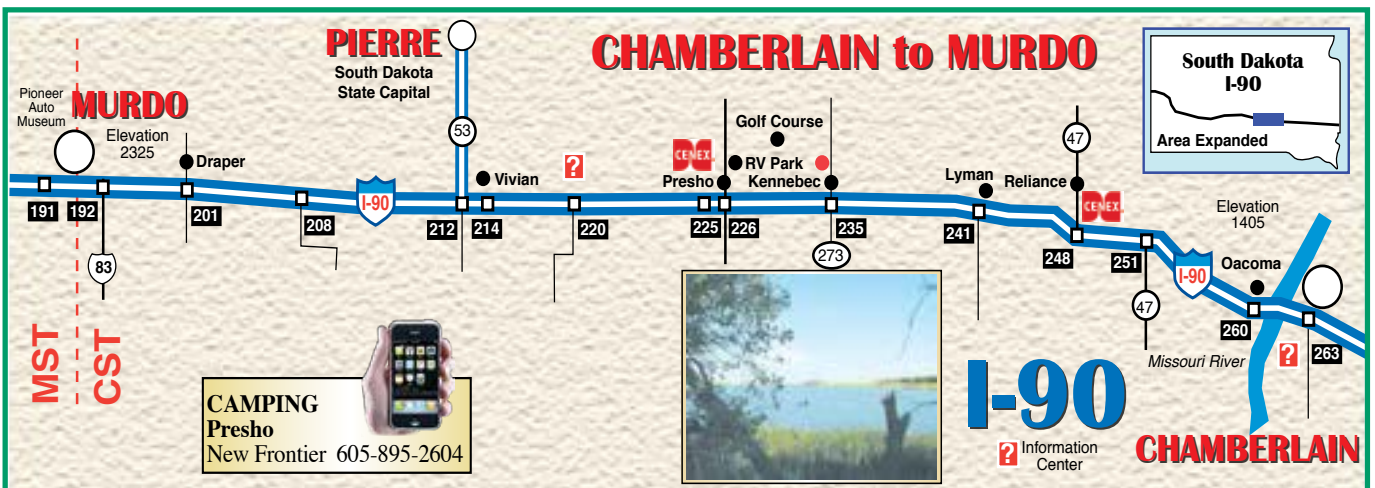 CHAMBERLAIN to MURDO
PIERRE
South Dakota
State Capital
53
South Dakota
I-90
Area Expanded
Pioneer
Auto
Museum
MURDO
Elevation
2325
Draper
Vivian
?
CENEX
Golf Course
RV Park
Presho
Kennebec
Lyman
Reliance
47
CENEX
Elevation
1405
Oacoma
I-90
I-90
191
192
201
208
212
214
220
225
226
235
241
248
251
260
263
83
273
47
Missouri River
?
MST
CST
CAMPING
Presho
New Frontier 605-895-2604
I-90
? Information
Center
CHAMBERLAIN